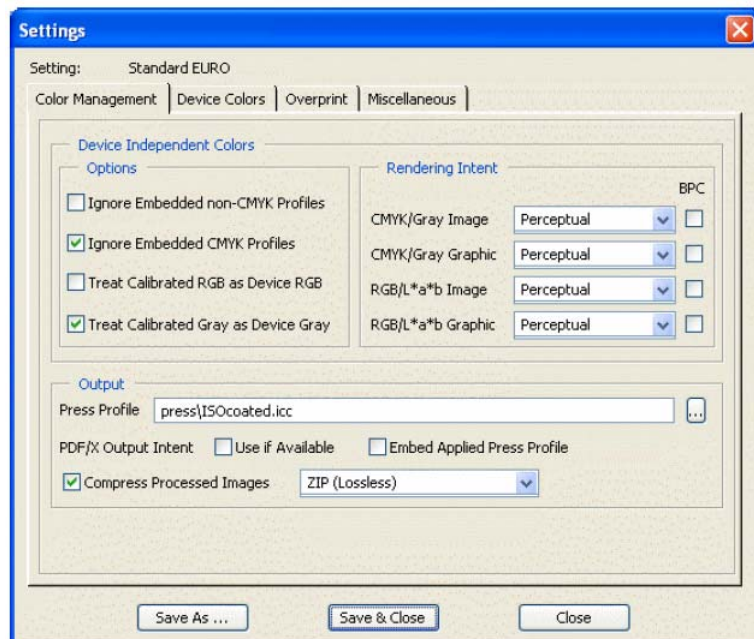 Settings
Setting: Standard EURO
Color Management Device Colors Overprint Miscellaneous
Device Independent Colors
Options
Ignore Embedded non-CMYK Profiles
Ignore Embedded CMYK Profiles
Treat Calibrated RGB as Device RGB
Treat Calibrated Gray as Device Gray
Rendering Intent
BPC
CMYK/Gray Image Perceptual
CMYK/Gray Graphic Perceptual
RGB/L*a*b Image Perceptual
RGB/L*a*b Graphic Perceptual
Output
Press Profile press\ISOcoated.icc ...
PDF/X Output Intent Use if Available Embed Applied Press Profile
Compress Processed Images ZIP (Lossless)
Save As ... Save & Close Close